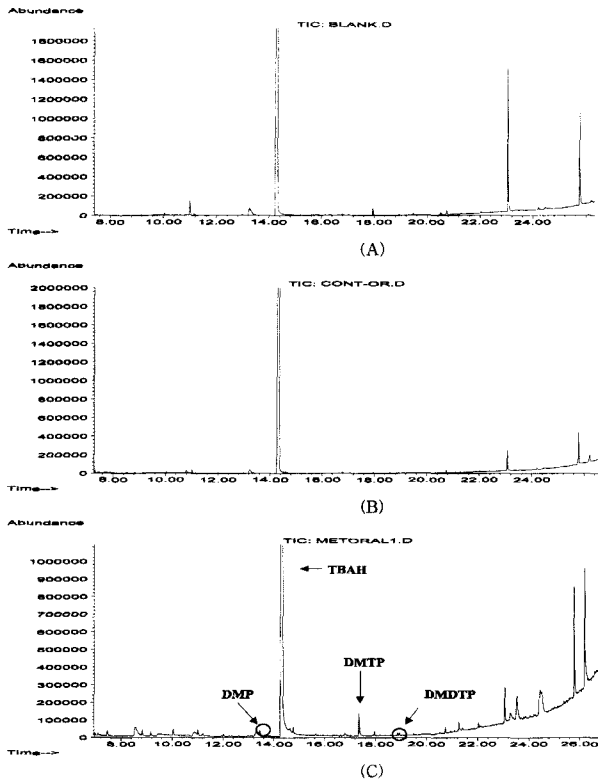 Abundance
TIC: BLANK.D
1800000
1600000
1400000
1200000
1000000
800000
600000
400000
200000
0
8.00 10.00 12.00 14.00 16.00 18.00 20.00 22.00 24.00
Time-->
(A)
Abundance
TIC: CONT-OR.D
2000000
1800000
1600000
1400000
1200000
1000000
800000
600000
400000
200000
0
8.00 10.00 12.00 14.00 16.00 18.00 20.00 22.00 24.00
Time-->
(B)
Abundance
TIC: METORAL1.D
1000000
900000
800000
700000
600000
500000
400000
300000
200000
100000
0
TBAH
DMTP
DMP
DMDTP
8.00 10.00 12.00 14.00 16.00 18.00 20.00 22.00 24.00 26.00
Time-->
(C)